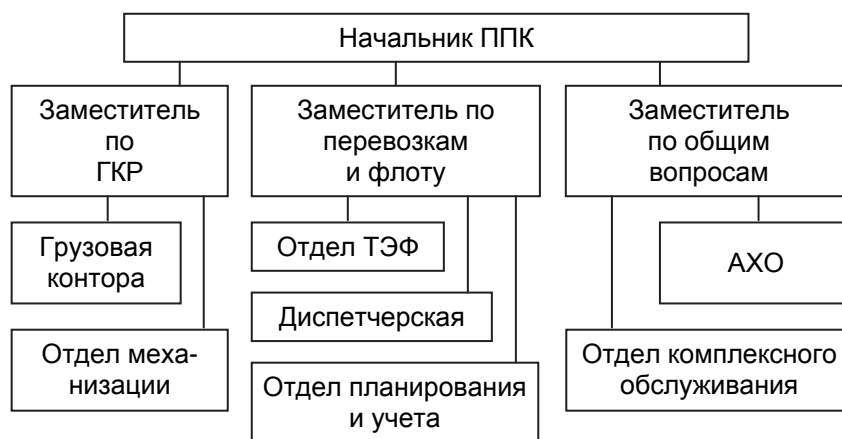 Начальник ППК
Заместитель
по
ГКР
Заместитель по
перевозкам
и флоту
Заместитель
по общим
вопросам
Грузовая
контора
Отдел ТЭФ
АХО
Диспетчерская
Отдел меха-
низации
Отдел планирования
и учета
Отдел комплексного
обслуживания